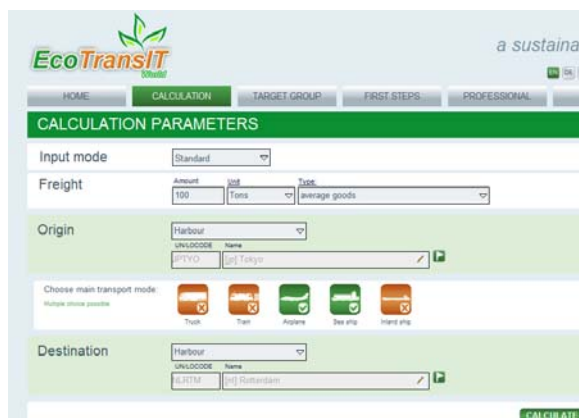 EcoTransIT
World
a sustaina
EN DE
HOME CALCULATION TARGET GROUP FIRST STEPS PROFESSIONAL
CALCULATION PARAMETERS
Input mode Standard
Freight Amount Unit Type:
100 Tons average goods
Origin Harbour
UN/LOCODE Name
JPTYO [jp] Tokyo
Choose main transport mode:
Multiple choice possible
Truck Train Airplane Sea ship Inland ship
Destination Harbour
UN/LOCODE Name
NLRTM [nl] Rotterdam
CALCULATE